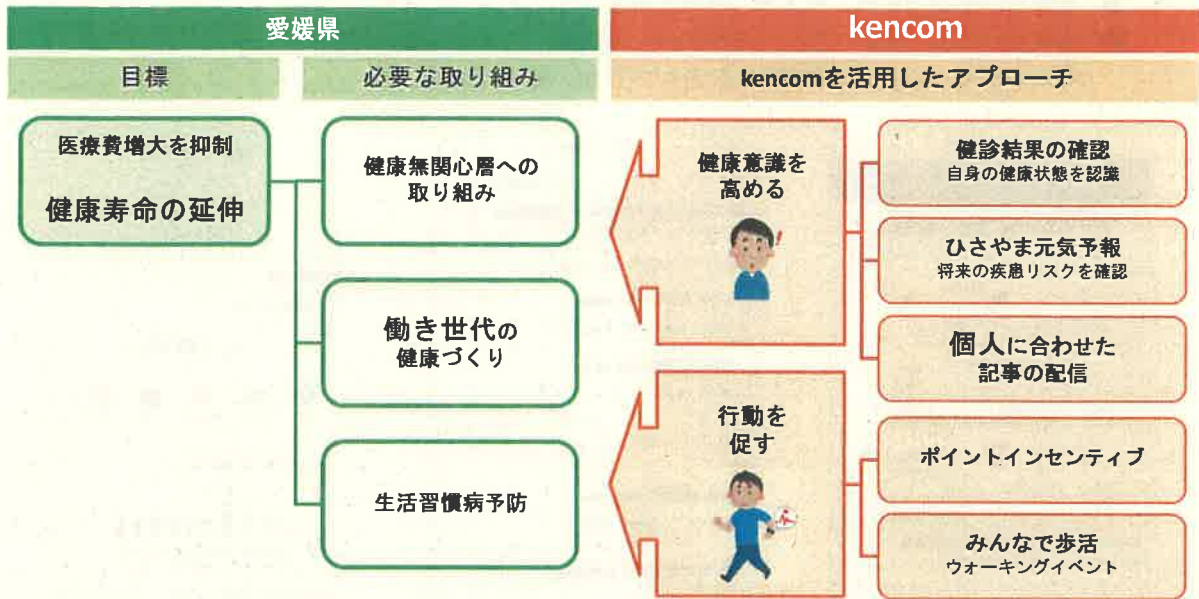 愛媛県
目標
必要な取り組み
医療費増大を抑制
健康寿命の延伸
健康無関心層への
取り組み
働き世代の
健康づくり
生活習慣病予防
kencom
kencomを活用したアプローチ
健康意識を
高める
健診結果の確認
自身の健康状態を認識
ひさやま元気予報
将来の疾患リスクを確認
個人に合わせた
記事の配信
行動を
促す
ポイントインセンティブ
みんなで歩活
ウォーキングイベント